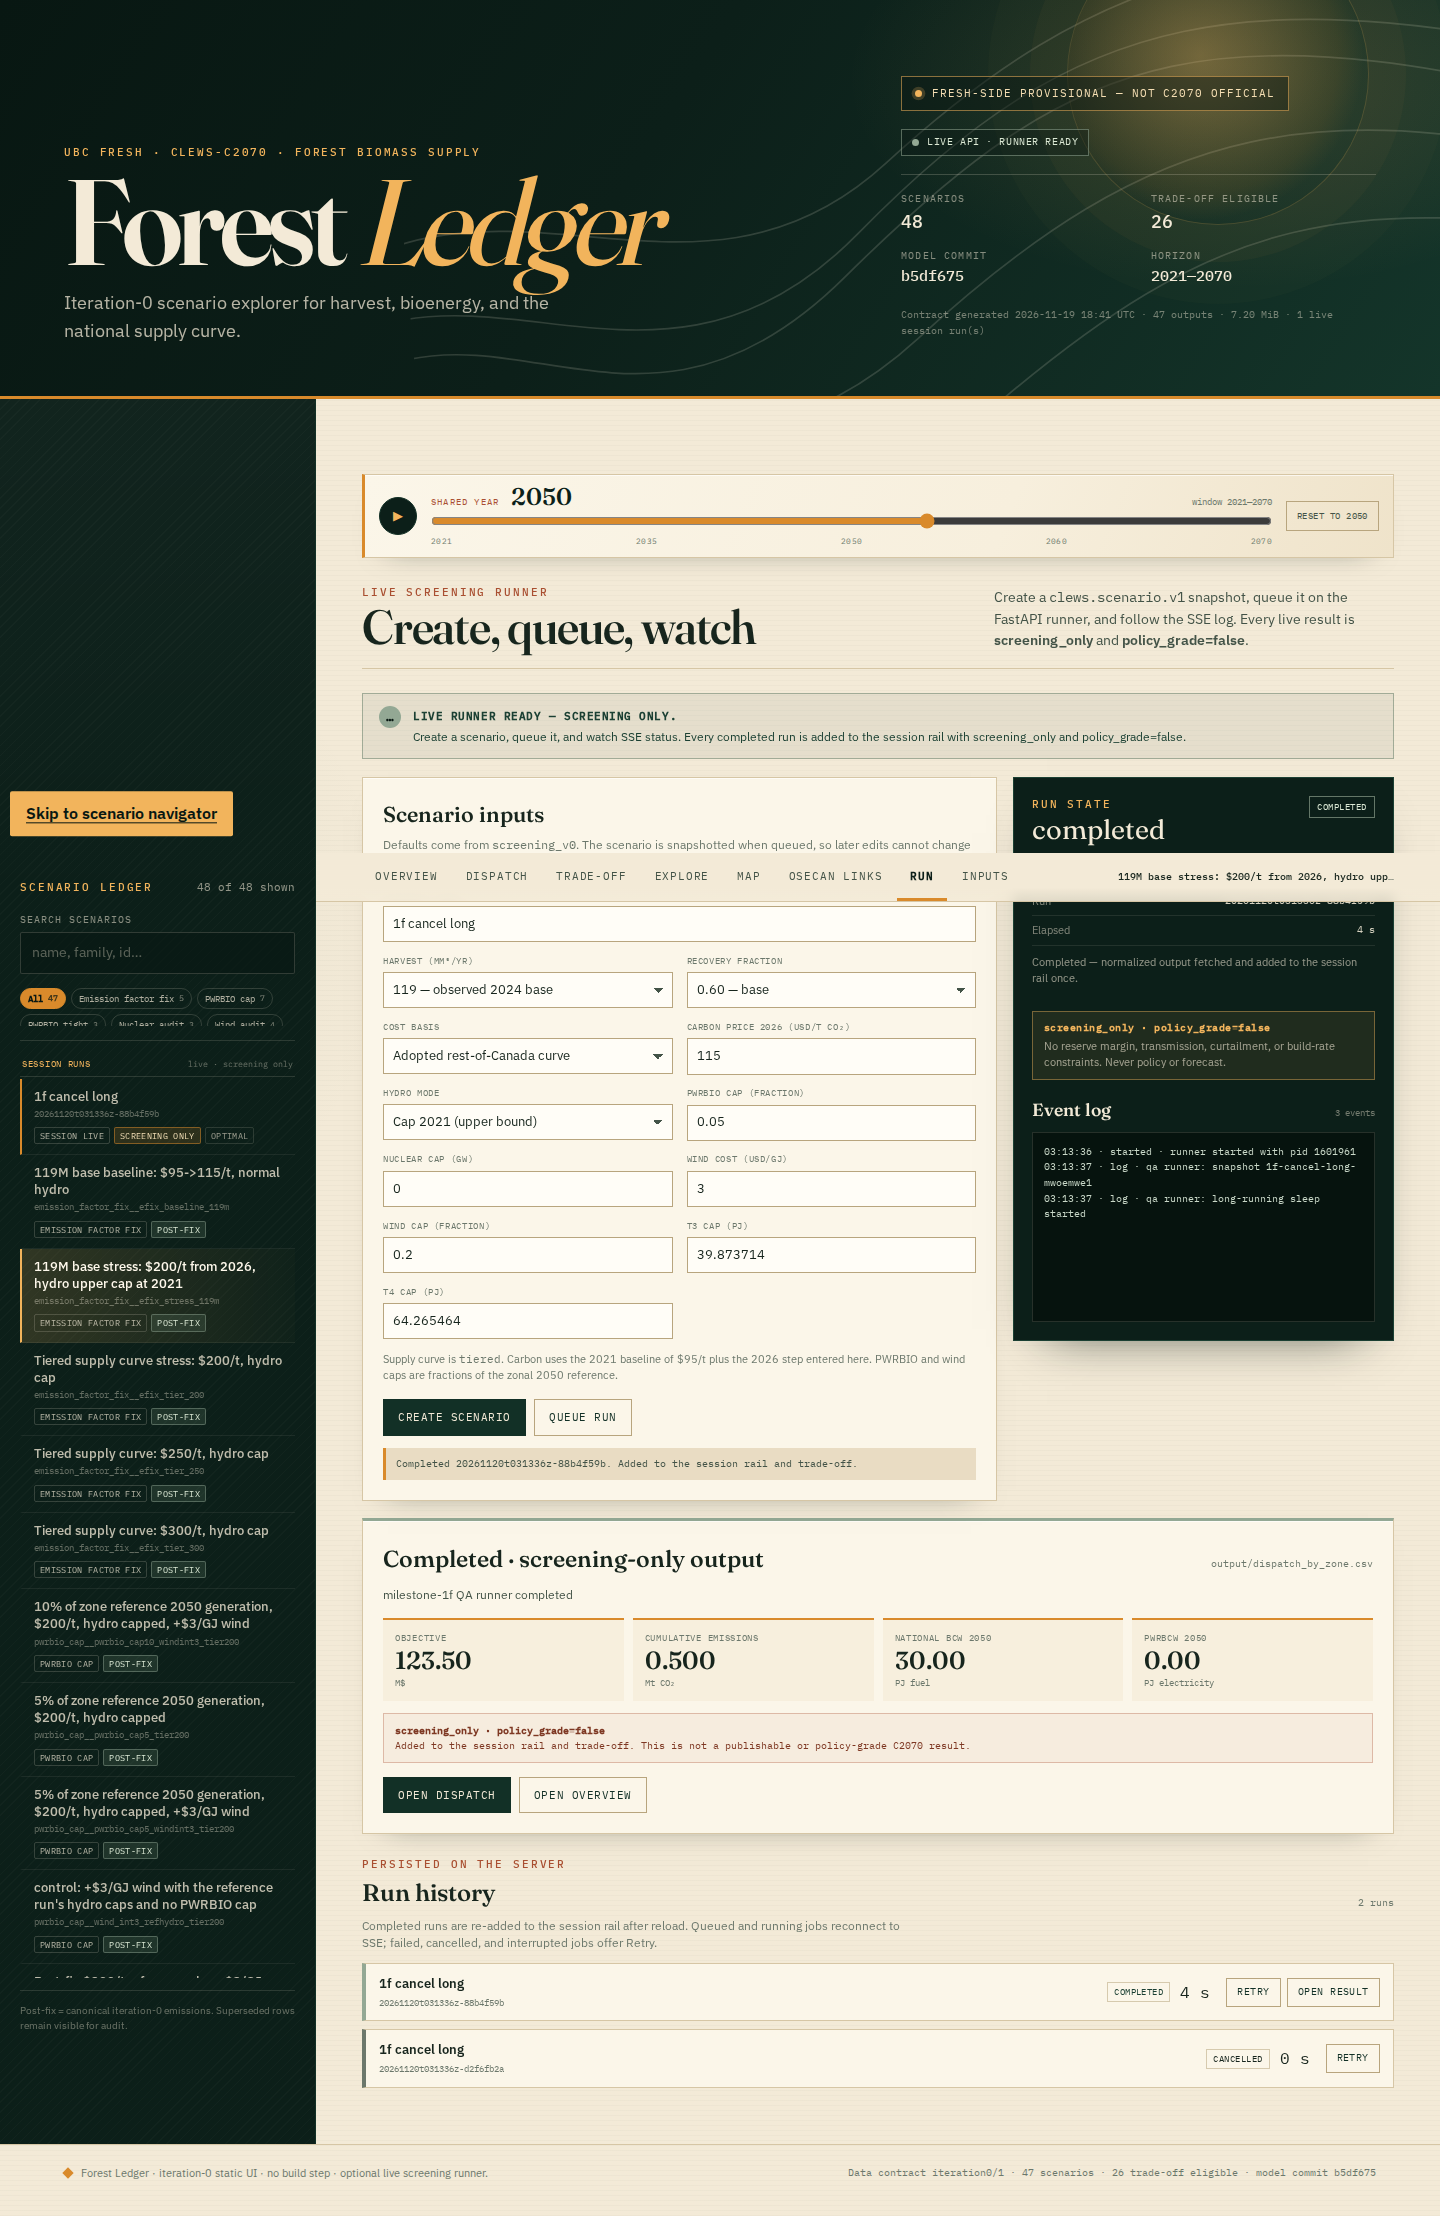 UBC FRESH · CLEWS-C2070 · FOREST BIOMASS SUPPLY
Forest Ledger
Iteration-0 scenario explorer for harvest, bioenergy, and the
national supply curve.
FRESH-SIDE PROVISIONAL — NOT C2070 OFFICIAL
LIVE API · RUNNER READY
SCENARIOS
48
TRADE-OFF ELIGIBLE
26
MODEL COMMIT
b5df675
HORIZON
2021—2070
Contract generated 2026-11-19 18:41 UTC · 47 outputs · 7.20 MiB · 1 live
session run(s)
Skip to scenario navigator
SCENARIO LEDGER
48 of 48 shown
SEARCH SCENARIOS
name, family, id…
All 47
Emission factor fix 5
PWRBIO cap 7
PWRBIO tight 3
Nuclear audit 3
Wind audit 4
SESSION RUNS
live · screening only
1f cancel long
20261120t031336z-88b4f59b
SESSION LIVE
SCREENING ONLY
OPTIMAL
119M base baseline: $95->115/t, normal
hydro
emission_factor_fix__efix_baseline_119m
EMISSION FACTOR FIX
POST-FIX
119M base stress: $200/t from 2026,
hydro upper cap at 2021
emission_factor_fix__efix_stress_119m
EMISSION FACTOR FIX
POST-FIX
Tiered supply curve stress: $200/t, hydro
cap
emission_factor_fix__efix_tier_200
EMISSION FACTOR FIX
POST-FIX
Tiered supply curve: $250/t, hydro cap
emission_factor_fix__efix_tier_250
EMISSION FACTOR FIX
POST-FIX
Tiered supply curve: $300/t, hydro cap
emission_factor_fix__efix_tier_300
EMISSION FACTOR FIX
POST-FIX
10% of zone reference 2050 generation,
$200/t, hydro capped, +$3/GJ wind
pwrbio_cap__pwrbio_cap10_windint3_tier200
PWRBIO CAP
POST-FIX
5% of zone reference 2050 generation,
$200/t, hydro capped
pwrbio_cap__pwrbio_cap5_tier200
PWRBIO CAP
POST-FIX
5% of zone reference 2050 generation,
$200/t, hydro capped, +$3/GJ wind
pwrbio_cap__pwrbio_cap5_windint3_tier200
PWRBIO CAP
POST-FIX
control: +$3/GJ wind with the reference
run's hydro caps and no PWRBIO cap
pwrbio_cap__wind_int3_refhydro_tier200
PWRBIO CAP
POST-FIX
Post-fix = canonical iteration-0 emissions. Superseded rows
remain visible for audit.
SHARED YEAR 2050
window 2021—2070
2021
2035
2050
2060
2070
RESET TO 2050
LIVE SCREENING RUNNER
Create, queue, watch
Create a clews.scenario.v1 snapshot, queue it on the
FastAPI runner, and follow the SSE log. Every live result is
screening_only and policy_grade=false.
…
LIVE RUNNER READY — SCREENING ONLY.
Create a scenario, queue it, and watch SSE status. Every completed run is added to the session rail with screening_only and policy_grade=false.
Scenario inputs
Defaults come from screening_v0. The scenario is snapshotted when queued, so later edits cannot change
OVERVIEW
DISPATCH
TRADE-OFF
EXPLORE
MAP
OSECAN LINKS
RUN
INPUTS
119M base stress: $200/t from 2026, hydro upp…
1f cancel long
HARVEST (MM³/YR)
119 — observed 2024 base
RECOVERY FRACTION
0.60 — base
COST BASIS
Adopted rest-of-Canada curve
CARBON PRICE 2026 (USD/T CO₂)
115
HYDRO MODE
Cap 2021 (upper bound)
PWRBIO CAP (FRACTION)
0.05
NUCLEAR CAP (GW)
0
WIND COST (USD/GJ)
3
WIND CAP (FRACTION)
0.2
T3 CAP (PJ)
39.873714
T4 CAP (PJ)
64.265464
Supply curve is tiered. Carbon uses the 2021 baseline of $95/t plus the 2026 step entered here. PWRBIO and wind
caps are fractions of the zonal 2050 reference.
CREATE SCENARIO
QUEUE RUN
Completed 20261120t031336z-88b4f59b. Added to the session rail and trade-off.
RUN STATE
completed
COMPLETED
Run
20261120t031336z-88b4f59b
Elapsed
4 s
Completed — normalized output fetched and added to the session
rail once.
screening_only · policy_grade=false
No reserve margin, transmission, curtailment, or build-rate
constraints. Never policy or forecast.
Event log
3 events
03:13:36 · started · runner started with pid 1601961
03:13:37 · log · qa runner: snapshot 1f-cancel-long-
mwoemwe1
03:13:37 · log · qa runner: long-running sleep
started
Completed · screening-only output
output/dispatch_by_zone.csv
milestone-1f QA runner completed
OBJECTIVE
123.50
M$
CUMULATIVE EMISSIONS
0.500
Mt CO₂
NATIONAL BCW 2050
30.00
PJ fuel
PWRBCW 2050
0.00
PJ electricity
screening_only · policy_grade=false
Added to the session rail and trade-off. This is not a publishable or policy-grade C2070 result.
OPEN DISPATCH
OPEN OVERVIEW
PERSISTED ON THE SERVER
Run history
2 runs
Completed runs are re-added to the session rail after reload. Queued and running jobs reconnect to
SSE; failed, cancelled, and interrupted jobs offer Retry.
1f cancel long
20261120t031336z-88b4f59b
COMPLETED
4 s
RETRY
OPEN RESULT
1f cancel long
20261120t031336z-d2f6fb2a
CANCELLED
0 s
RETRY
Forest Ledger · iteration-0 static UI · no build step · optional live screening runner.
Data contract iteration0/1 · 47 scenarios · 26 trade-off eligible · model commit b5df675